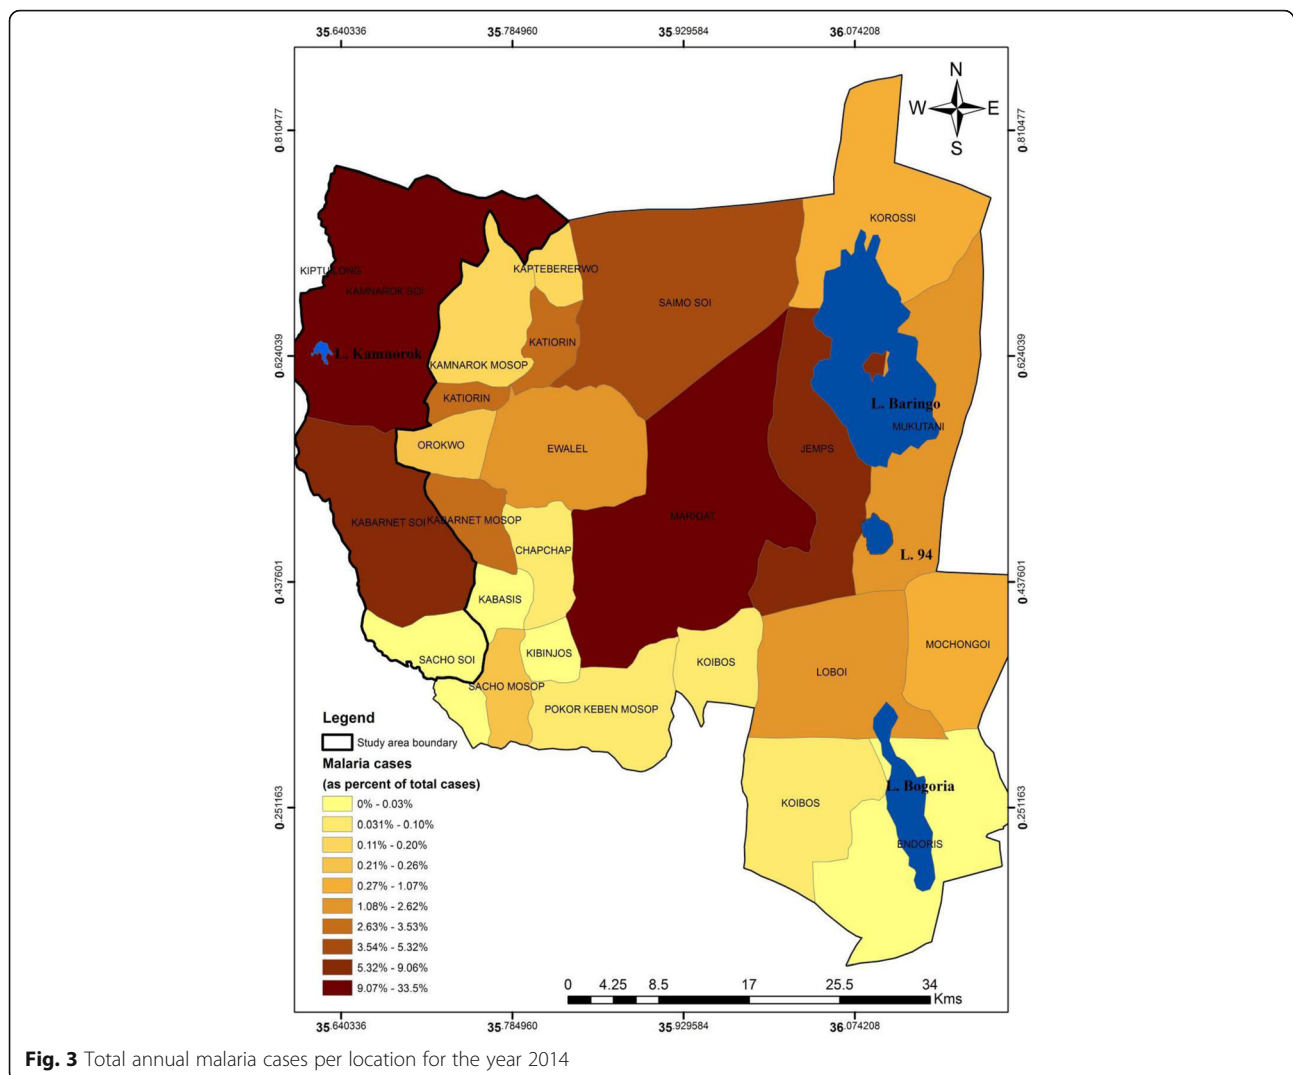 35.640336 35.784960 35.929584 36.074208
N
W E
S
0.810477 0.810477
KOROSSI
KAPTEBERERWO
KIPTUILONG
KAMNAROK SOI
SAIMO SOI
KATIORIN
0.624039 0.624039
L. Kamnorok
KAMNAROK MOSOP
KATIORIN
L. Baringo
MUKUTANI
OROKWO
EWALEL
JEMPS
MARIGAT
KABARNET SOI
KABARNET MOSOP
CHAPCHAP
L. 94
0.437601 0.437601
KABASIS
MOCHONGOI
KIBINJOS
SACHO SOI
KOIBOS
LOBOI
SACHO MOSOP
POKOR KEBEN MOSOP
Legend
Study area boundary
Malaria cases
(as percent of total cases)
0% - 0.03%
0.031% - 0.10%
0.11% - 0.20%
0.21% - 0.26%
0.27% - 1.07%
1.08% - 2.62%
2.63% - 3.53%
3.54% - 5.32%
5.32% - 9.06%
9.07% - 33.5%
L. Bogoria
KOIBOS
0.251163 0.251163
ENDORIS
0 4.25 8.5 17 25.5 34
Kms
35.640336 35.784960 35.929584 36.074208
Fig. 3 Total annual malaria cases per location for the year 2014